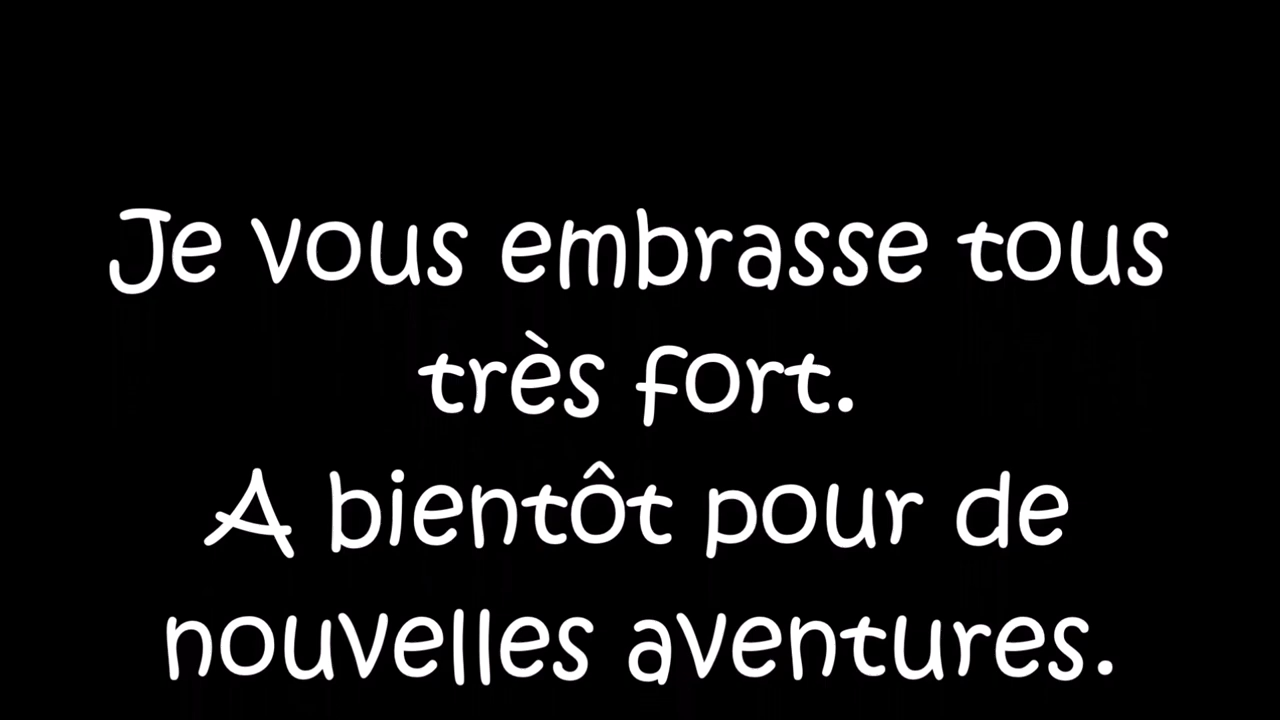 Je vous embrasse tous
très fort.
A bientôt pour de
nouvelles aventures.